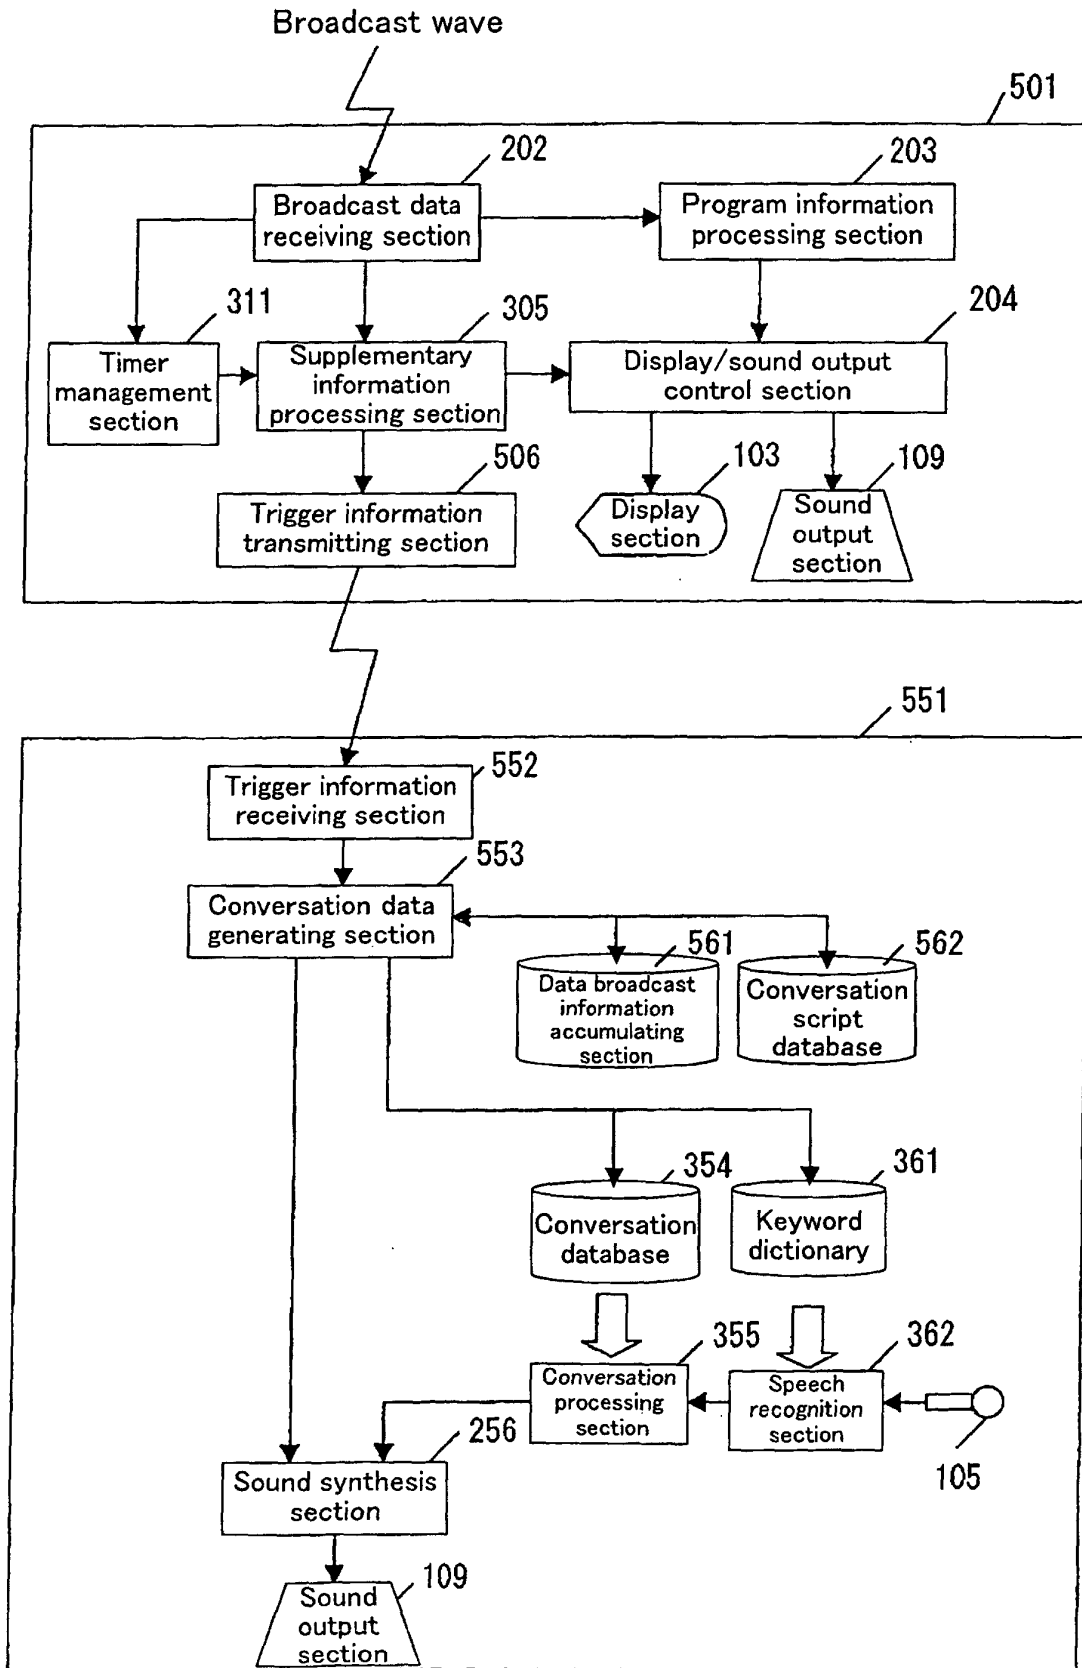 Broadcast wave
501
202
203
Broadcast data
receiving section
Program information
processing section
311
305
204
Timer
management
section
Supplementary
information
processing section
Display/sound output
control section
506
103
109
Trigger information
transmitting section
Display
section
Sound
output
section
551
552
Trigger information
receiving section
553
Conversation data
generating section
561
562
Data broadcast
information
accumulating
section
Conversation
script
database
354
361
Conversation
database
Keyword
dictionary
355
362
Conversation
processing
section
Speech
recognition
section
105
256
Sound synthesis
section
109
Sound
output
section